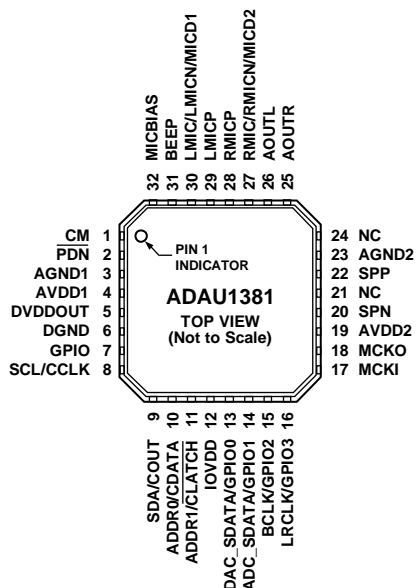 32 MICBIAS
31 BEEP
30 LMIC/LMICN/MICD1
29 LMICP
28 RMICP
27 RMIC/RMICN/MICD2
26 AOUTL
25 AOUTR
CM 1
PDN 2
AGND1 3
AVDD1 4
DVDDOUT 5
DGND 6
GPIO 7
SCL/CCLK 8
PIN 1
INDICATOR
ADAU1381
TOP VIEW
(Not to Scale)
24 NC
23 AGND2
22 SPP
21 NC
20 SPN
19 AVDD2
18 MCKO
17 MCKI
SDA/COUT 9
ADDR0/CDATA 10
ADDR1/CLATCH 11
IOVDD 12
DAC_SDATA/GPIO0 13
ADC_SDATA/GPIO1 14
BCLK/GPIO2 15
LRCLK/GPIO3 16